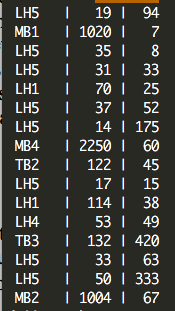 LH5 | 19 | 94
MB1 | 1020 | 7
LH5 | 35 | 8
LH5 | 31 | 33
LH1 | 70 | 25
LH5 | 37 | 52
LH5 | 14 | 175
MB4 | 2250 | 60
TB2 | 122 | 45
LH5 | 17 | 15
LH1 | 114 | 38
LH4 | 53 | 49
TB3 | 132 | 420
LH5 | 33 | 63
LH5 | 50 | 333
MB2 | 1004 | 67